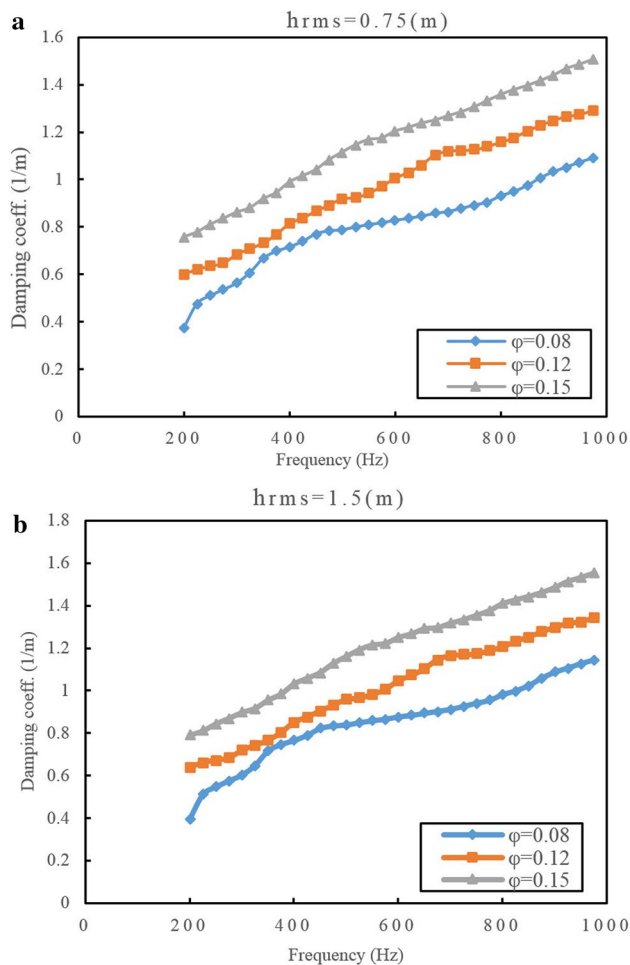 a
hrms=0.75(m)
1.6
1.4
1.2
1
0.8
0.6
0.4
0.2
0
Damping coeff. (1/m)
φ=0.08
φ=0.12
φ=0.15
0 200 400 600 800 1000
Frequency (Hz)
b
hrms=1.5(m)
1.8
1.6
1.4
1.2
1
0.8
0.6
0.4
0.2
0
Damping coeff. (1/m)
φ=0.08
φ=0.12
φ=0.15
0 200 400 600 800 1000
Frequency (Hz)